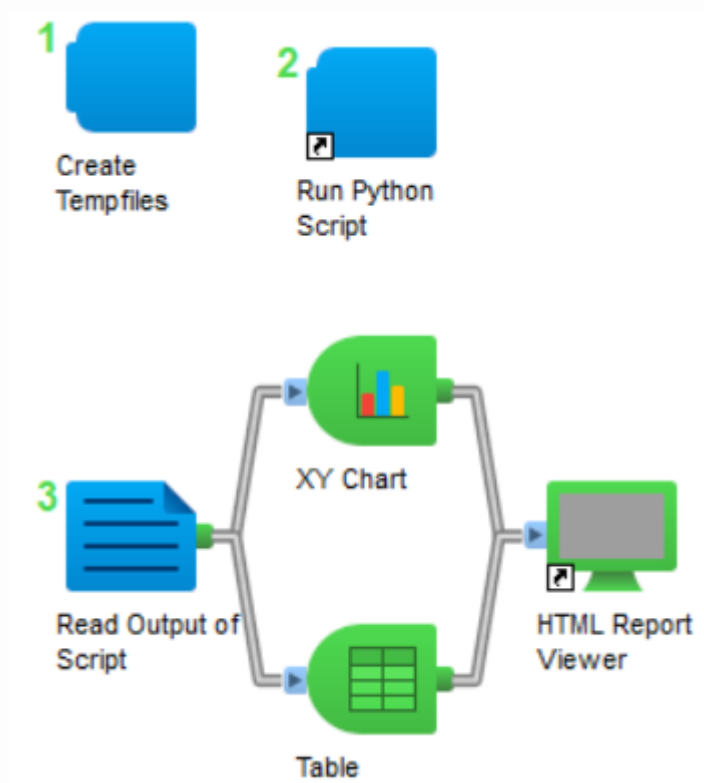 1
Create
Tempfiles
2
Run Python
Script
XY Chart
3
Read Output of
Script
HTML Report
Viewer
Table